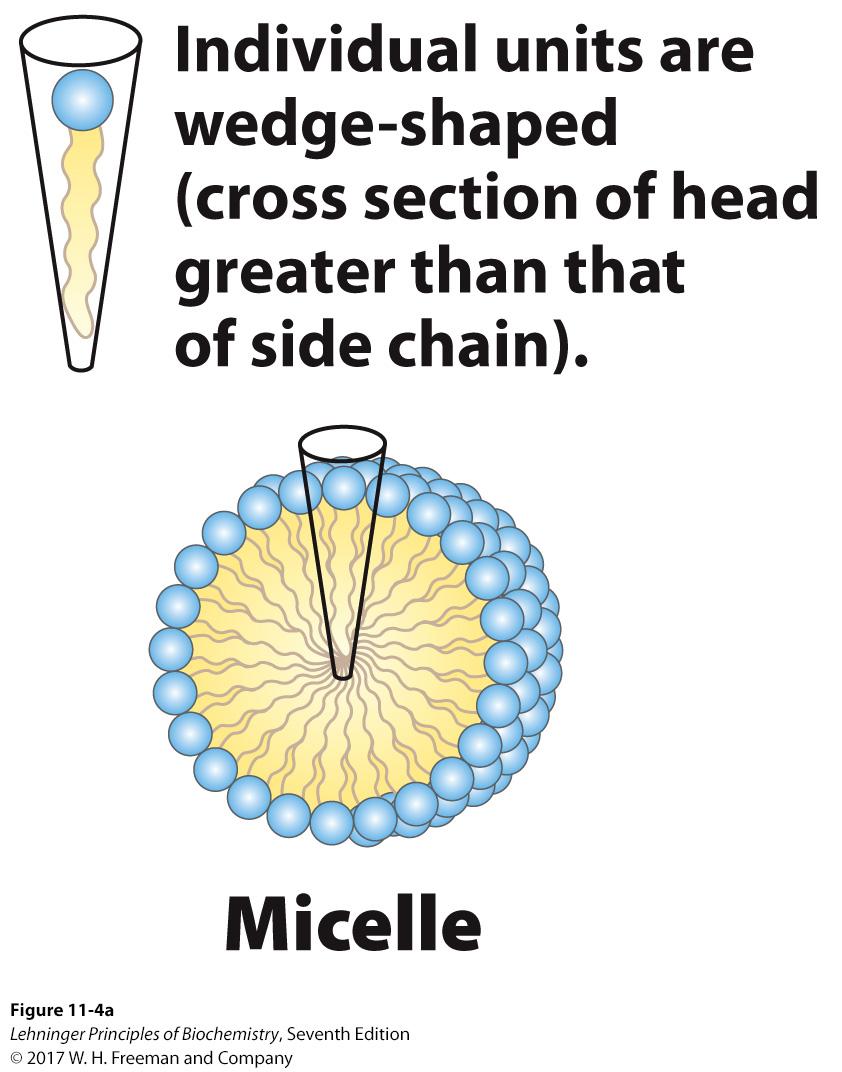 Individual units are
wedge-shaped
(cross section of head
greater than that
of side chain).
Micelle
Figure 11-4a
Lehninger Principles of Biochemistry, Seventh Edition
© 2017 W. H. Freeman and Company